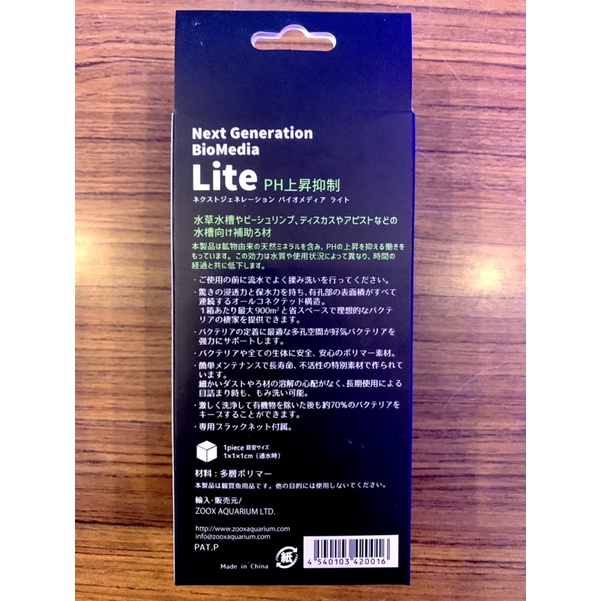 Next Generation
BioMedia
Lite PH上昇抑制
ネクストジェネレーション バイオメディア ライト
水草水槽やビーシュリンプ、ディスカスやアピストなどの
水槽向け補助ろ材
本製品は鉱物由来の天然ミネラルを含み、PHの上昇を抑える働きを
もっています。この効力は水質や使用状況によって異なり、時間の
経過と共に低下します。
・ご使用の前に流水でよく揉み洗いを行ってください。
・驚きの浸透力と保水力を持ち、有孔部の表面積がすべて
連続するオールコネクテッド構造。
１箱あたり最大900m²と省スペースで理想的なバクテ
リアの棲家を提供できます。
・バクテリアの定着に最適な多孔空間が好気バクテリアを
強力にサポートします。
・バクテリアや全ての生体に安全、安心のポリマー素材。
・簡単メンテナンスで長寿命、不活性の特別素材で作られて
います。
細かいダストやろ材の溶解の心配がなく、長期使用による
目詰まり時も、もみ洗い可能。
・激しく洗浄して有機物を除いた後も約70%のバクテリアを
キープすることができます。
・専用ブラックネット付属。
1piece 目安サイズ
1×1×1cm（通水時）
材料：多層ポリマー
本製品は観賞魚用品です。他の目的には使用しないでください。
輸入・販売元/
ZOOX AQUARIUM LTD.
http://www.zooxaquarium.com
info@zooxaquarium.com
PAT.P
Made in China
紙
4 540103 420016